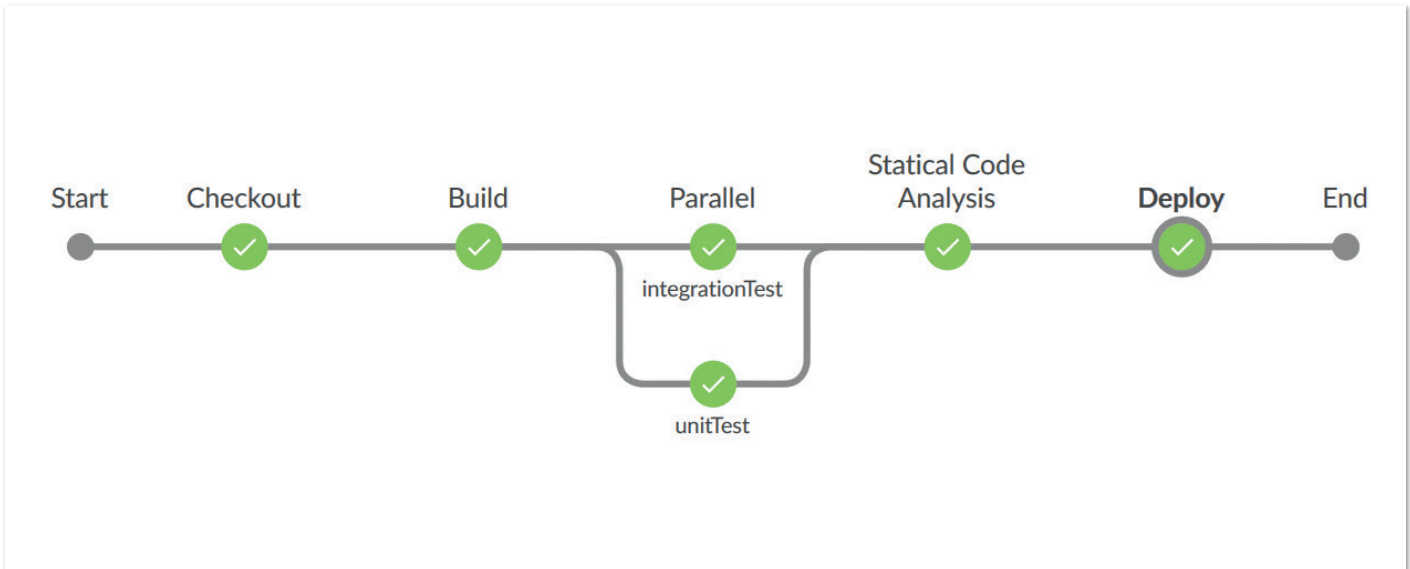 Start
Checkout
Build
Parallel
Statical Code
Analysis
Deploy
End
integrationTest
unitTest